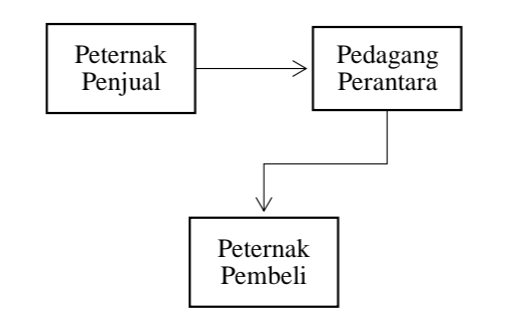 Peternak
Penjual
Pedagang
Perantara
Peternak
Pembeli